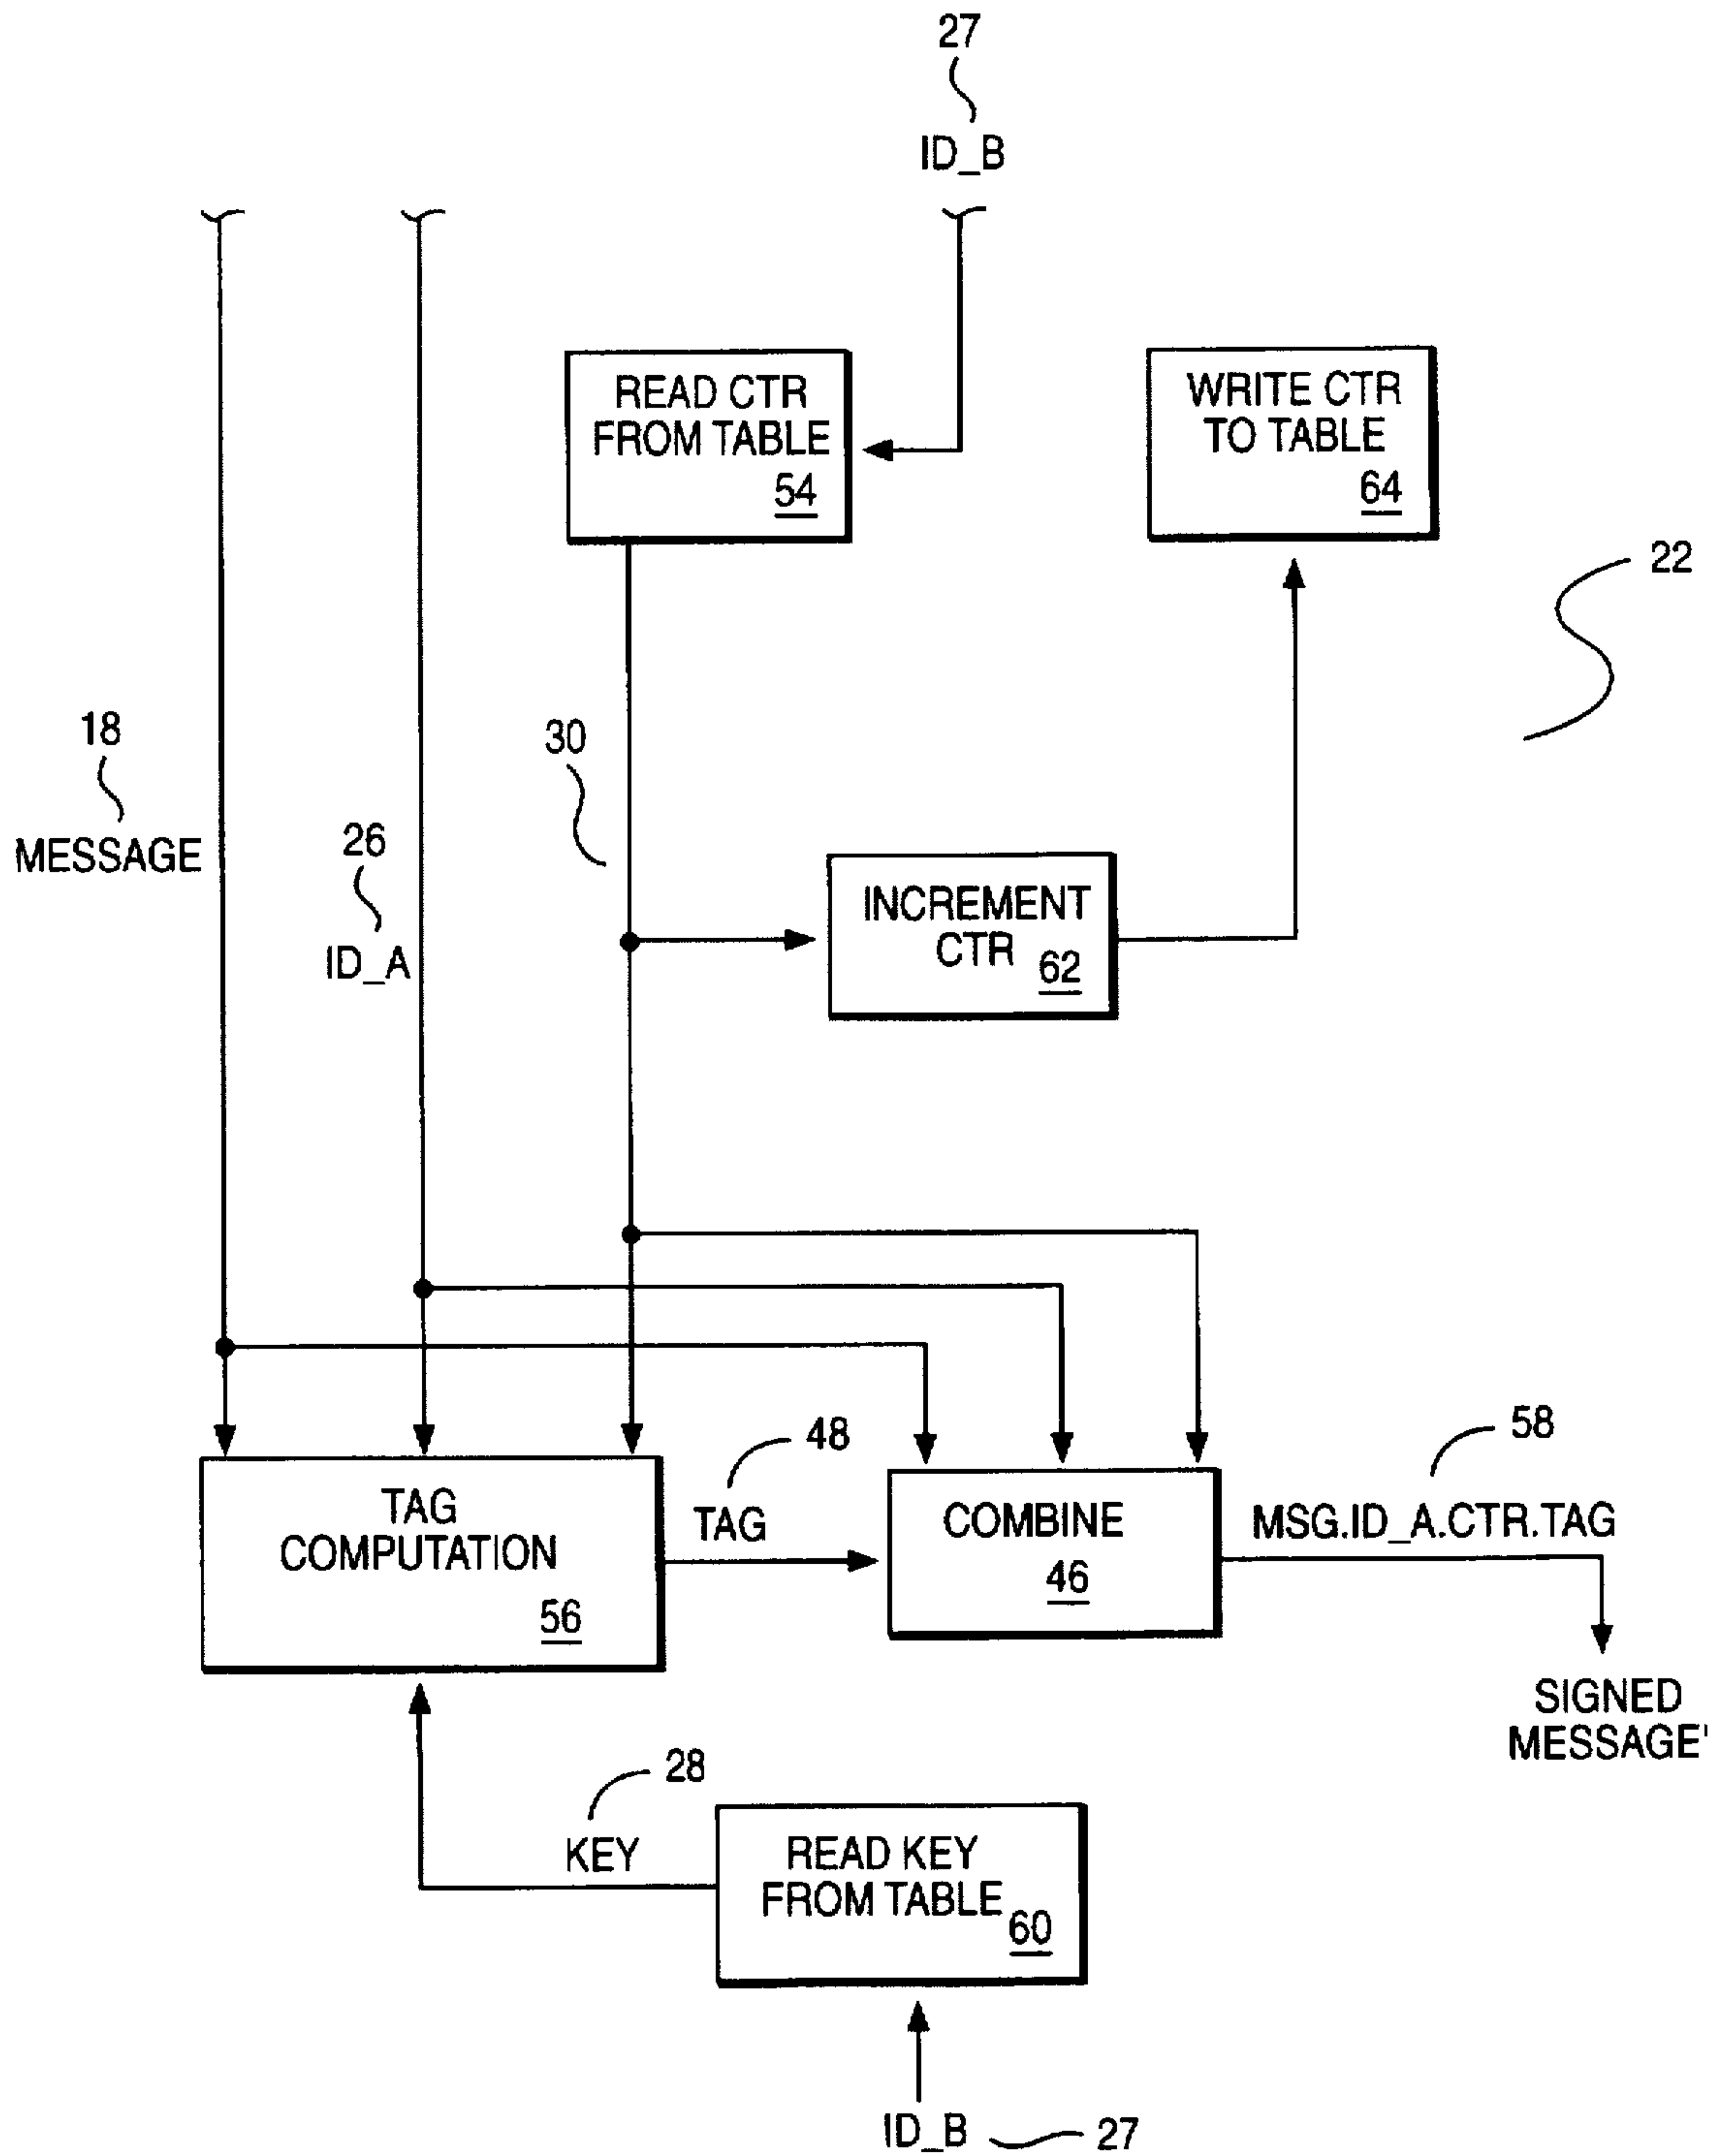 27
ID_B
READ CTR
FROM TABLE
54
WRITE CTR
TO TABLE
64
22
18
MESSAGE
30
26
ID_A
INCREMENT
CTR
62
48
58
TAG
COMPUTATION
56
TAG
COMBINE
46
MSG.ID_A.CTR.TAG
SIGNED
MESSAGE'
28
KEY
READ KEY
FROM TABLE
60
ID_B
27